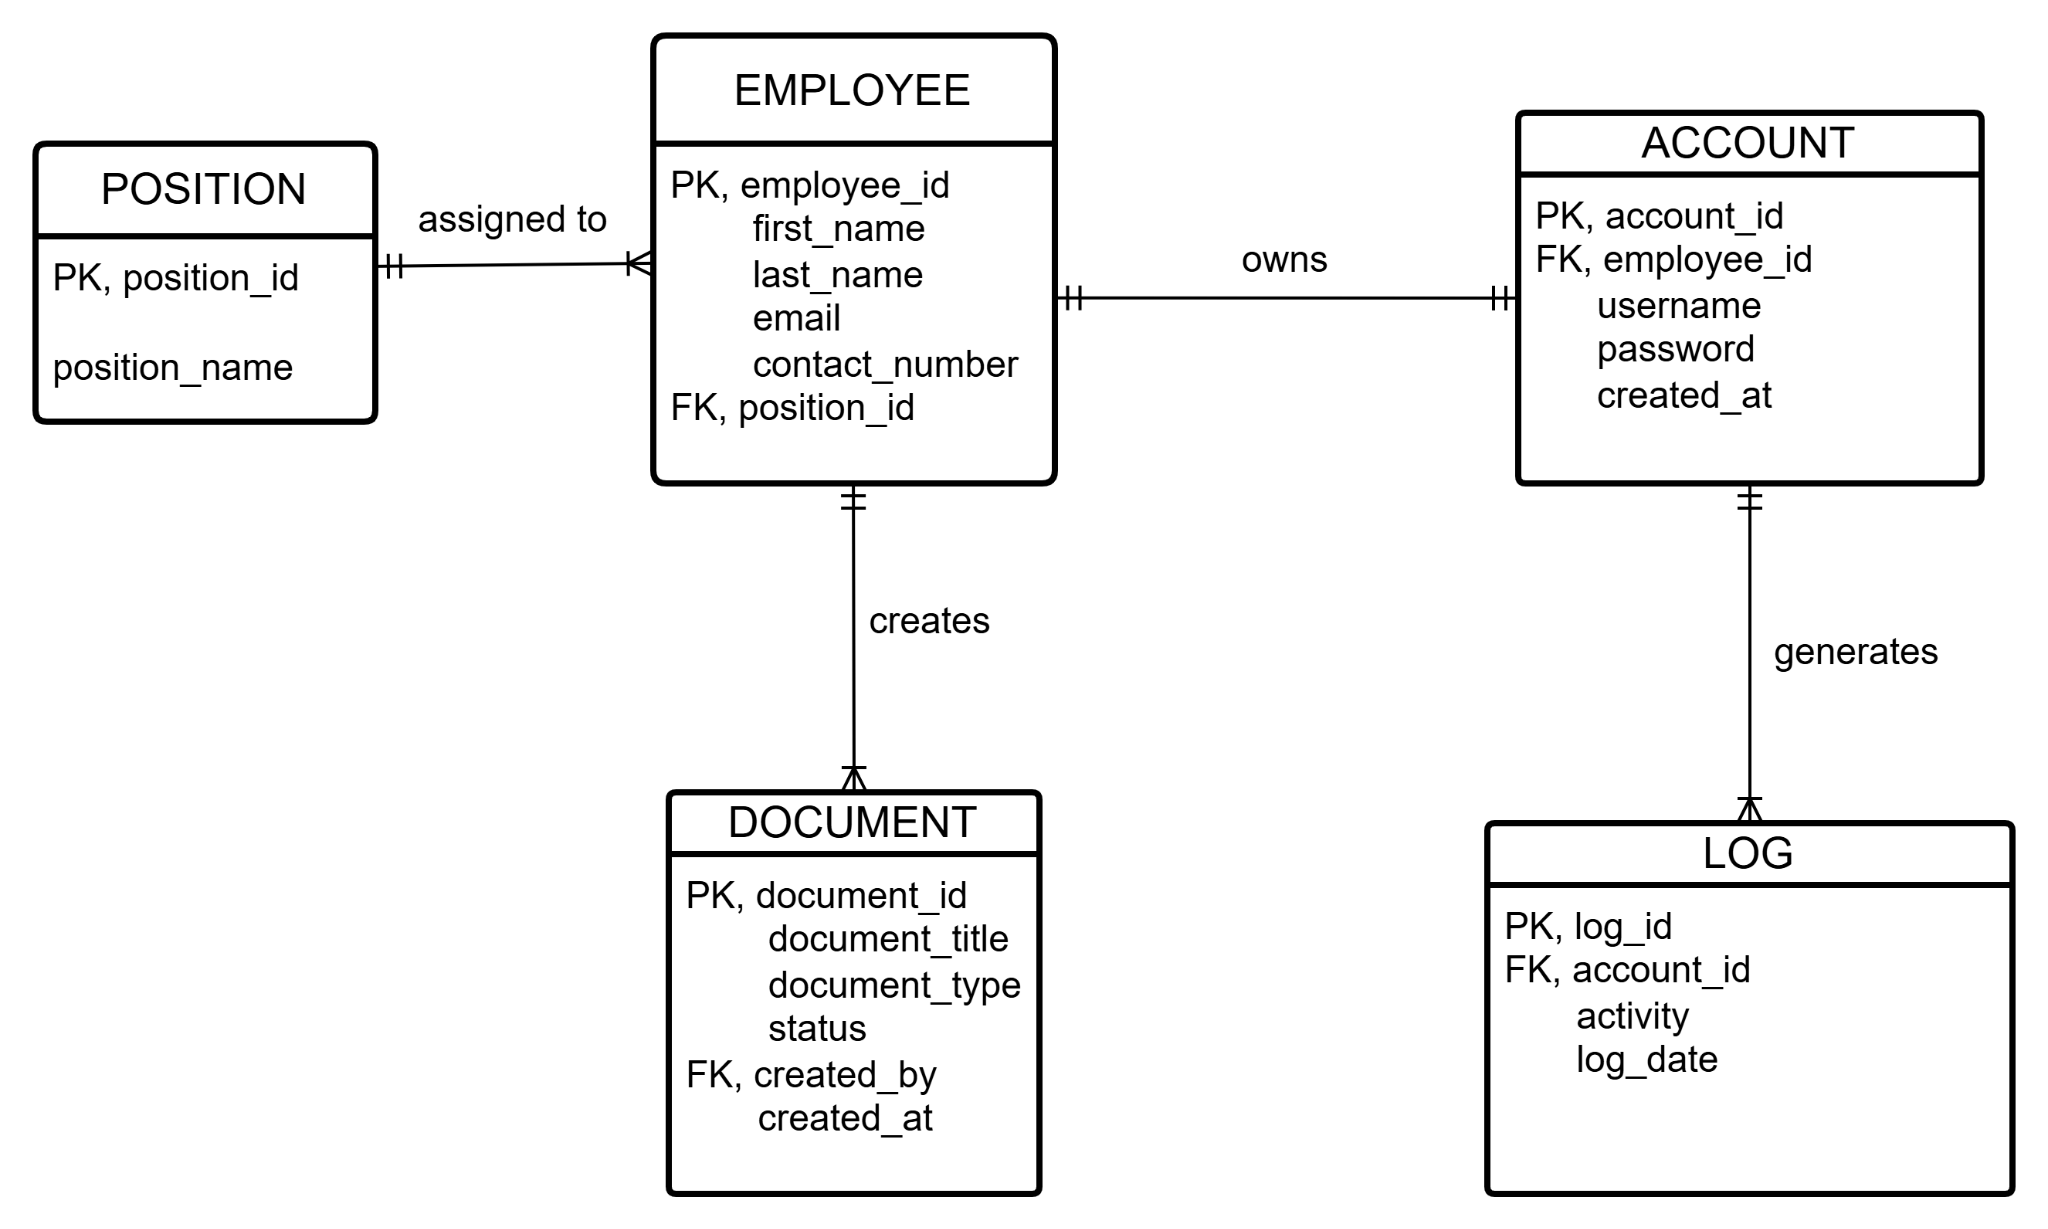 POSITION
PK, position_id
position_name
assigned to
EMPLOYEE
PK, employee_id
first_name
last_name
email
contact_number
FK, position_id
owns
ACCOUNT
PK, account_id
FK, employee_id
username
password
created_at
creates
generates
DOCUMENT
PK, document_id
document_title
document_type
status
FK, created_by
created_at
LOG
PK, log_id
FK, account_id
activity
log_date